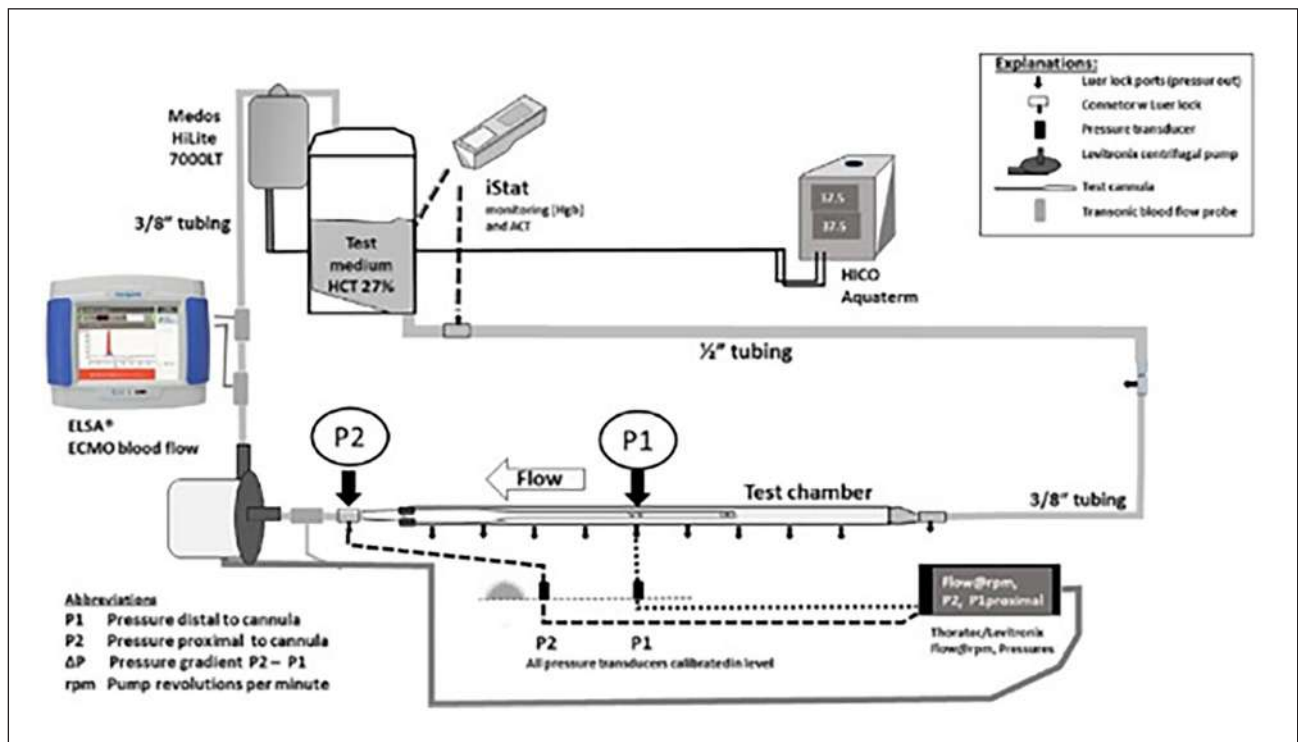 Medos
HiLite
7000LT
3/8" tubing
iStat
monitoring [Hgb]
and ACT
Test
medium
HCT 27%
37.5
37.5
HICO
Aquaterm
Explanations:
Luer lock ports (pressur out)
Connetor w Luer lock
Pressure transducer
Levitronix centrifugal pump
Test cannula
Transonic blood flow probe
½" tubing
ELSA®
ECMO blood flow
P2
P1
Flow
Test chamber
3/8" tubing
Flow@rpm,
P2, P1proximal
Thoratec/Levitronix
Flow@rpm, Pressures
P2
P1
All pressure transducers calibrated in level
Abbreviations
P1 Pressure distal to cannula
P2 Pressure proximal to cannula
ΔP Pressure gradient P2 – P1
rpm Pump revolutions per minute